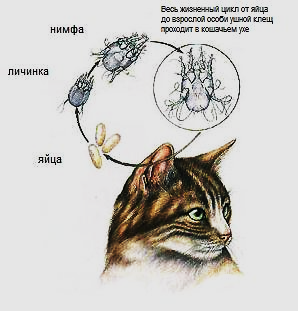 Весь жизненный цикл от яйца
до взрослой особи ушной клещ
проходит в кошачьем ухе
нимфа
личинка
яйца